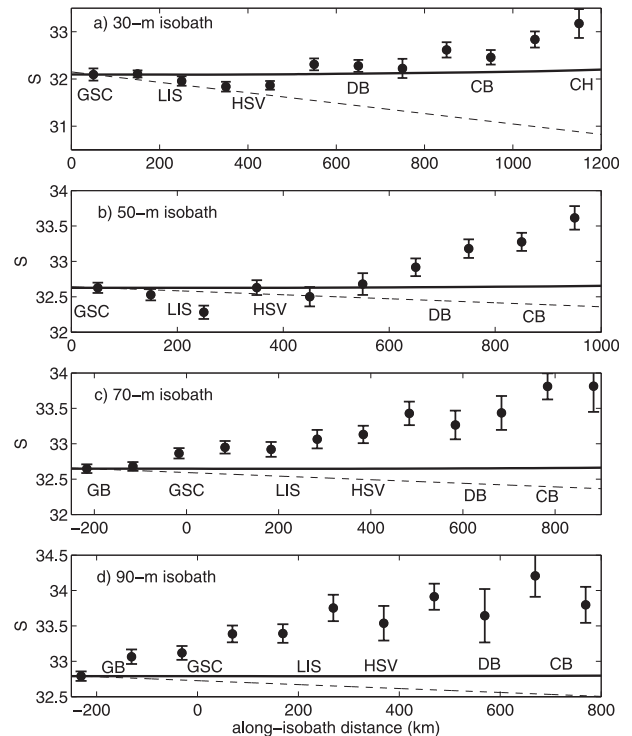 a) 30−m isobath
33
32
31
S
GSC LIS HSV DB CB CH
0 200 400 600 800 1000 1200
b) 50−m isobath
34
33.5
33
32.5
32
S
GSC LIS HSV DB CB
0 200 400 600 800 1000
c) 70−m isobath
34
33.5
33
32.5
32
S
GB GSC LIS HSV DB CB
−200 0 200 400 600 800
d) 90−m isobath
34.5
34
33.5
33
32.5
S
GB GSC LIS HSV DB CB
−200 0 200 400 600 800
along−isobath distance (km)